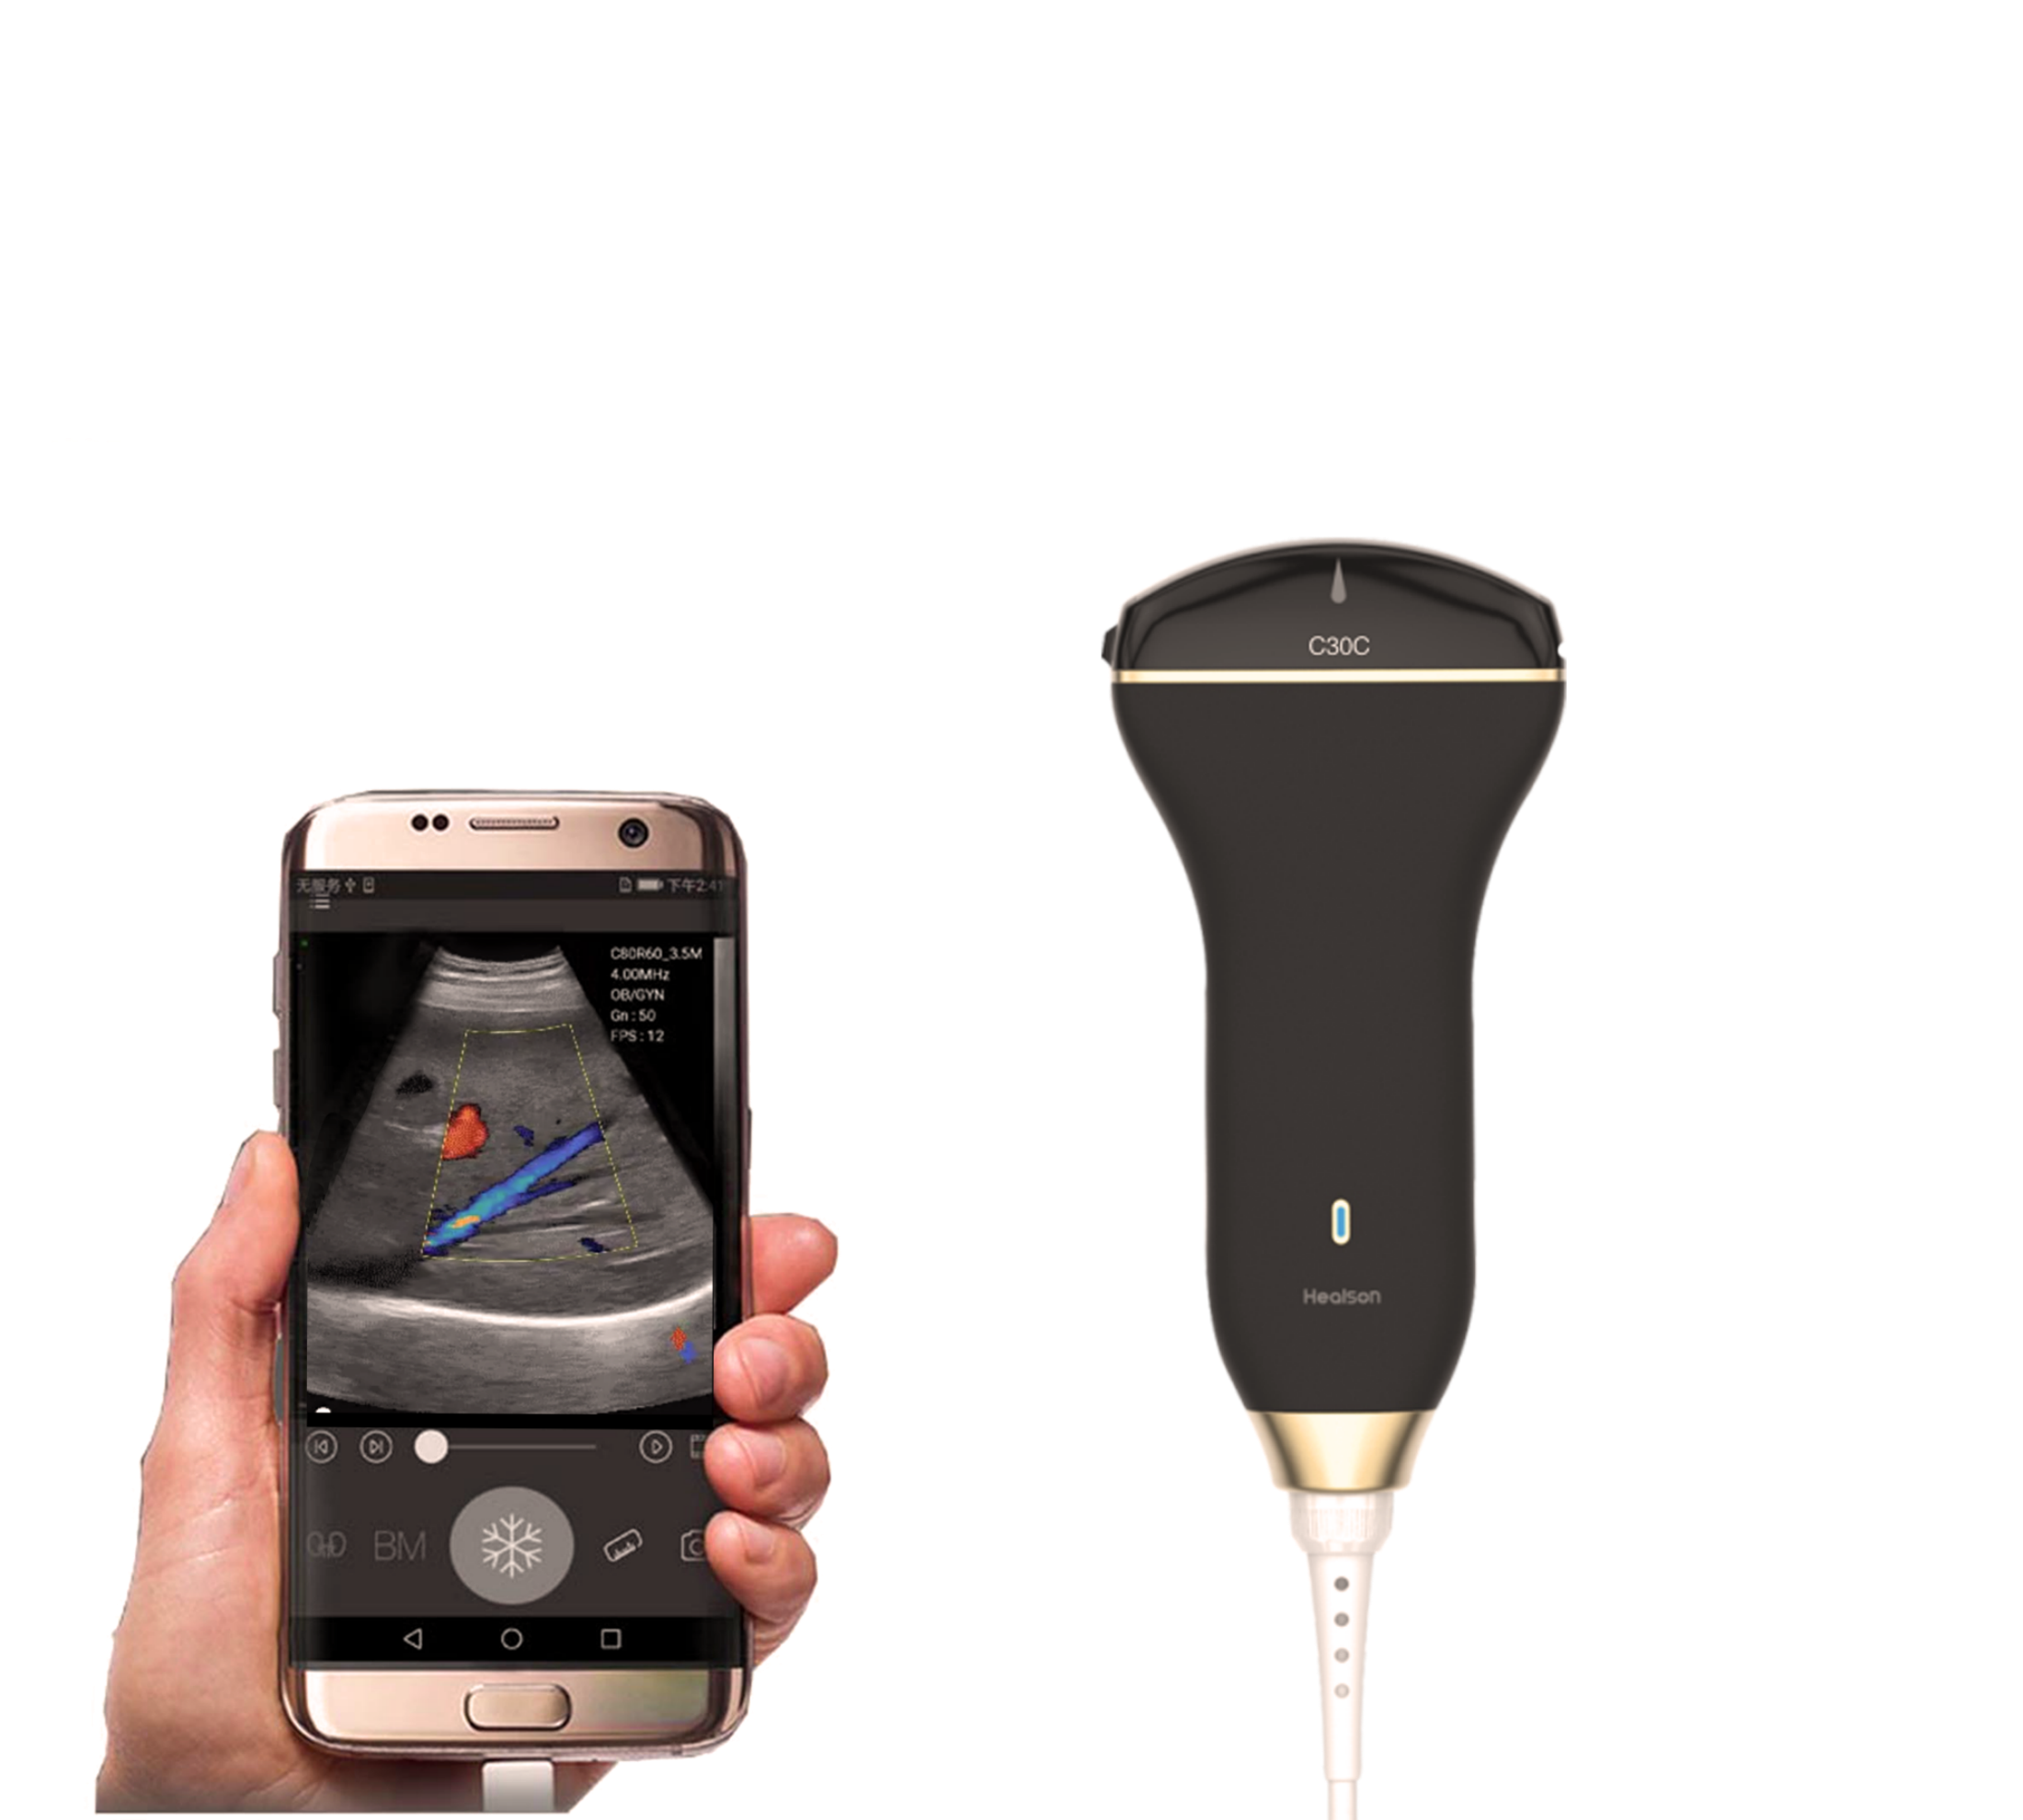 无服务
下午2:41
C80R60_3.5M
4.00MHz
OB/GYN
Gn : 50
FPS : 12
BM
C30C
Healson